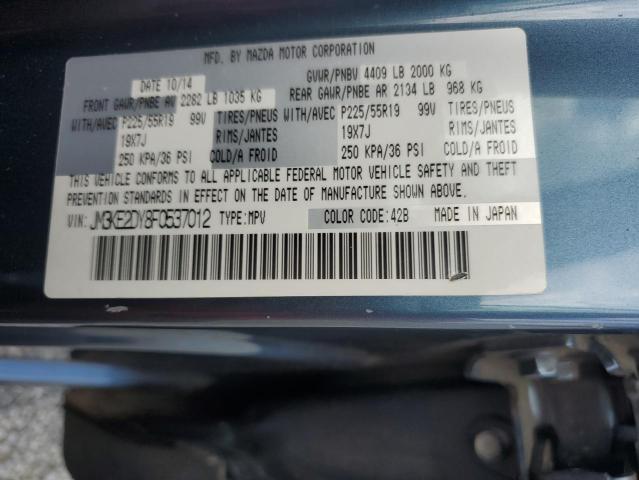 MFD. BY MAZDA MOTOR CORPORATION
DATE 10/14 GVWR/PNBV 4409 LB 2000 KG
FRONT GAWR/PNBE AV 2282 LB 1035 KG REAR GAWR/PNBE AR 2134 LB 968 KG
WITH/AVEC P225/55R19 99V TIRES/PNEUS WITH/AVEC P225/55R19 99V TIRES/PNEUS
19X7J RIMS/JANTES 19X7J RIMS/JANTES
250 KPA/36 PSI COLD/A FROID 250 KPA/36 PSI COLD/A FROID
THIS VEHICLE CONFORMS TO ALL APPLICABLE FEDERAL MOTOR VEHICLE SAFETY AND THEFT
PREVENTION STANDARDS IN EFFECT ON THE DATE OF MANUFACTURE SHOWN ABOVE.
VIN: JM3KE2DY8F0537012 TYPE: MPV COLOR CODE: 42B MADE IN JAPAN